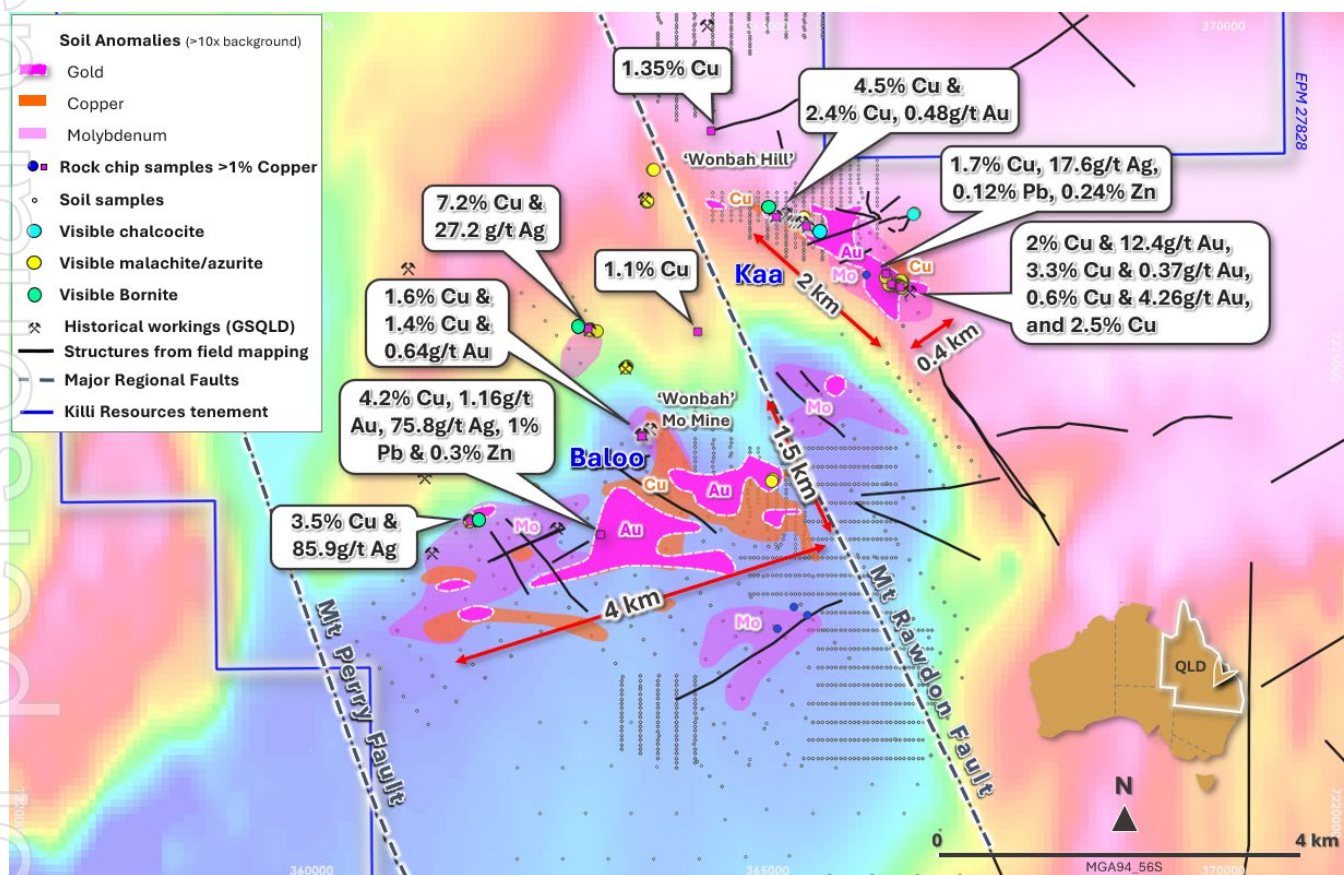 Soil Anomalies (>10x background)
Gold
Copper
Molybdenum
Rock chip samples >1% Copper
Soil samples
Visible chalcocite
Visible malachite/azurite
Visible Bornite
Historical workings (GSQLD)
Structures from field mapping
Major Regional Faults
Killi Resources tenement
370000
EPM 27828
1.35% Cu
4.5% Cu &
2.4% Cu, 0.48g/t Au
'Wonbah Hill'
1.7% Cu, 17.6g/t Ag,
0.12% Pb, 0.24% Zn
7.2% Cu &
27.2 g/t Ag
Cu
Au
Mo
Cu
2% Cu & 12.4g/t Au,
3.3% Cu & 0.37g/t Au,
0.6% Cu & 4.26g/t Au,
and 2.5% Cu
1.1% Cu
Kaa
2 km
0.4 km
1.6% Cu &
1.4% Cu &
0.64g/t Au
'Wonbah'
Mo Mine
Mo
4.2% Cu, 1.16g/t
Au, 75.8g/t Ag, 1%
Pb & 0.3% Zn
Baloo
1.5 km
Cu
Au
3.5% Cu &
85.9g/t Ag
Mo
Au
4 km
Mo
Mt Perry Fault
Mt Rawdon Fault
QLD
N
0
4 km
MGA94_56S
360000
365000
370000